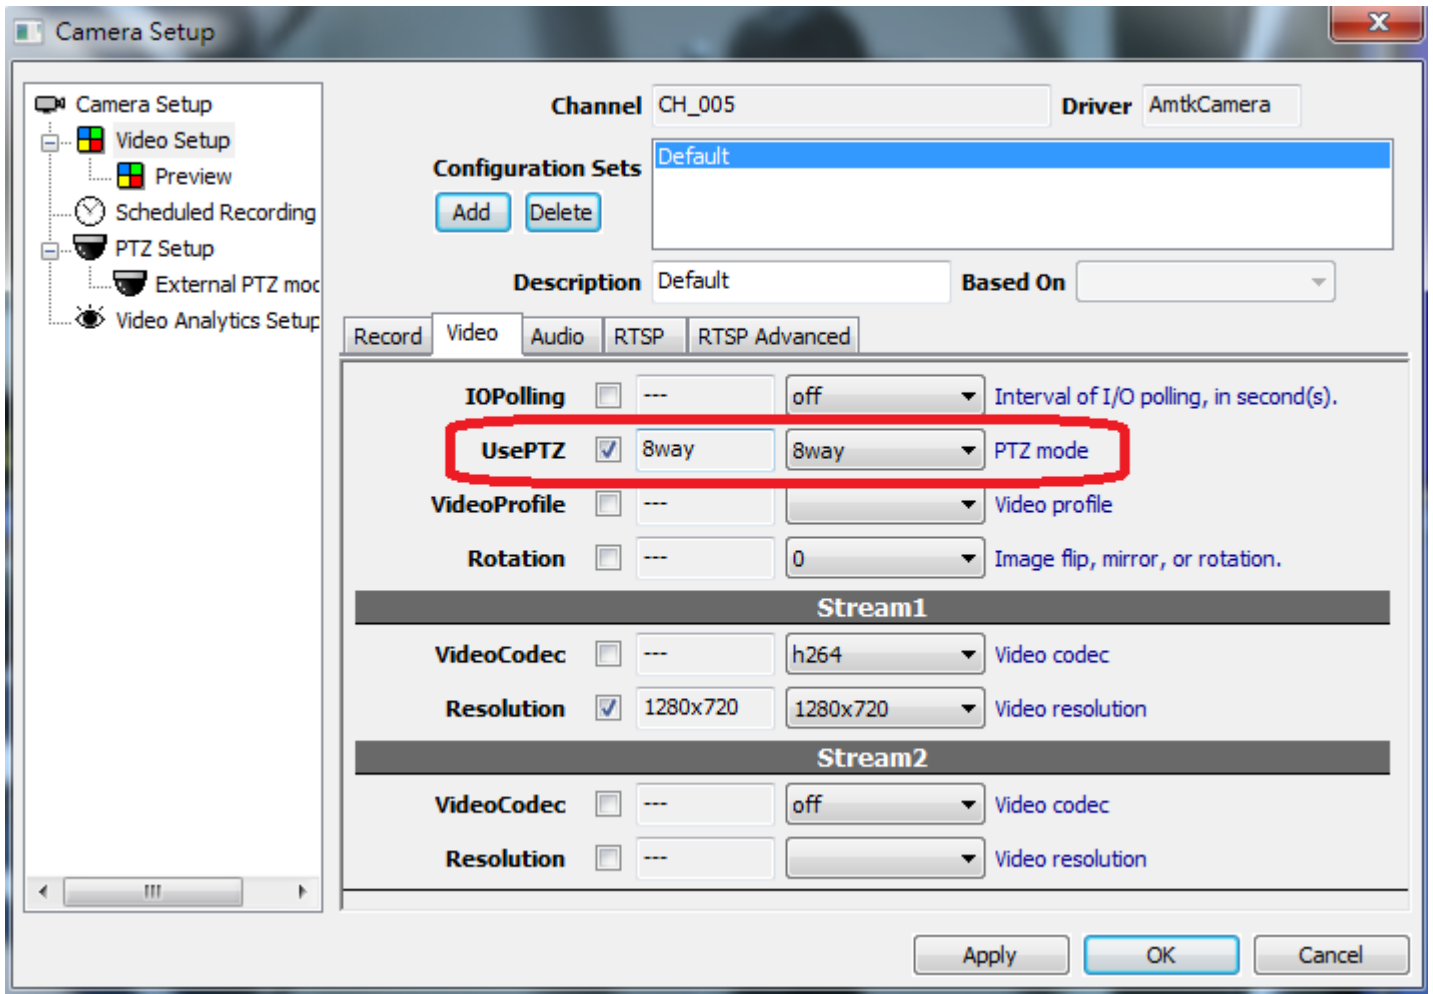 Camera Setup
x
Camera Setup
Video Setup
Preview
Scheduled Recording
PTZ Setup
External PTZ moc
Video Analytics Setup
Channel CH_005 Driver AmtkCamera
Configuration Sets Default
Add Delete
Description Default Based On
Record Video Audio RTSP RTSP Advanced
IOPolling --- off Interval of I/O polling, in second(s).
UsePTZ 8way 8way PTZ mode
VideoProfile --- Video profile
Rotation --- 0 Image flip, mirror, or rotation.
Stream1
VideoCodec --- h264 Video codec
Resolution 1280x720 1280x720 Video resolution
Stream2
VideoCodec --- off Video codec
Resolution --- Video resolution
Apply OK Cancel